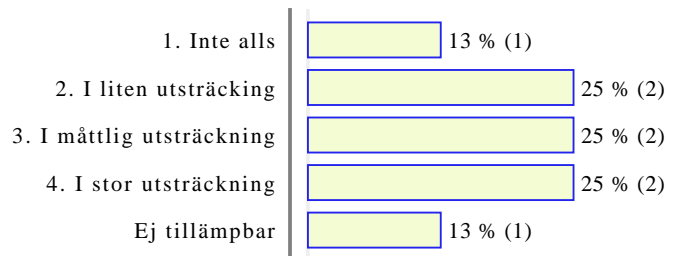 1. Inte alls 13 % (1)
2. I liten utsträcking 25 % (2)
3. I måttlig utsträckning 25 % (2)
4. I stor utsträckning 25 % (2)
Ej tillämpbar 13 % (1)